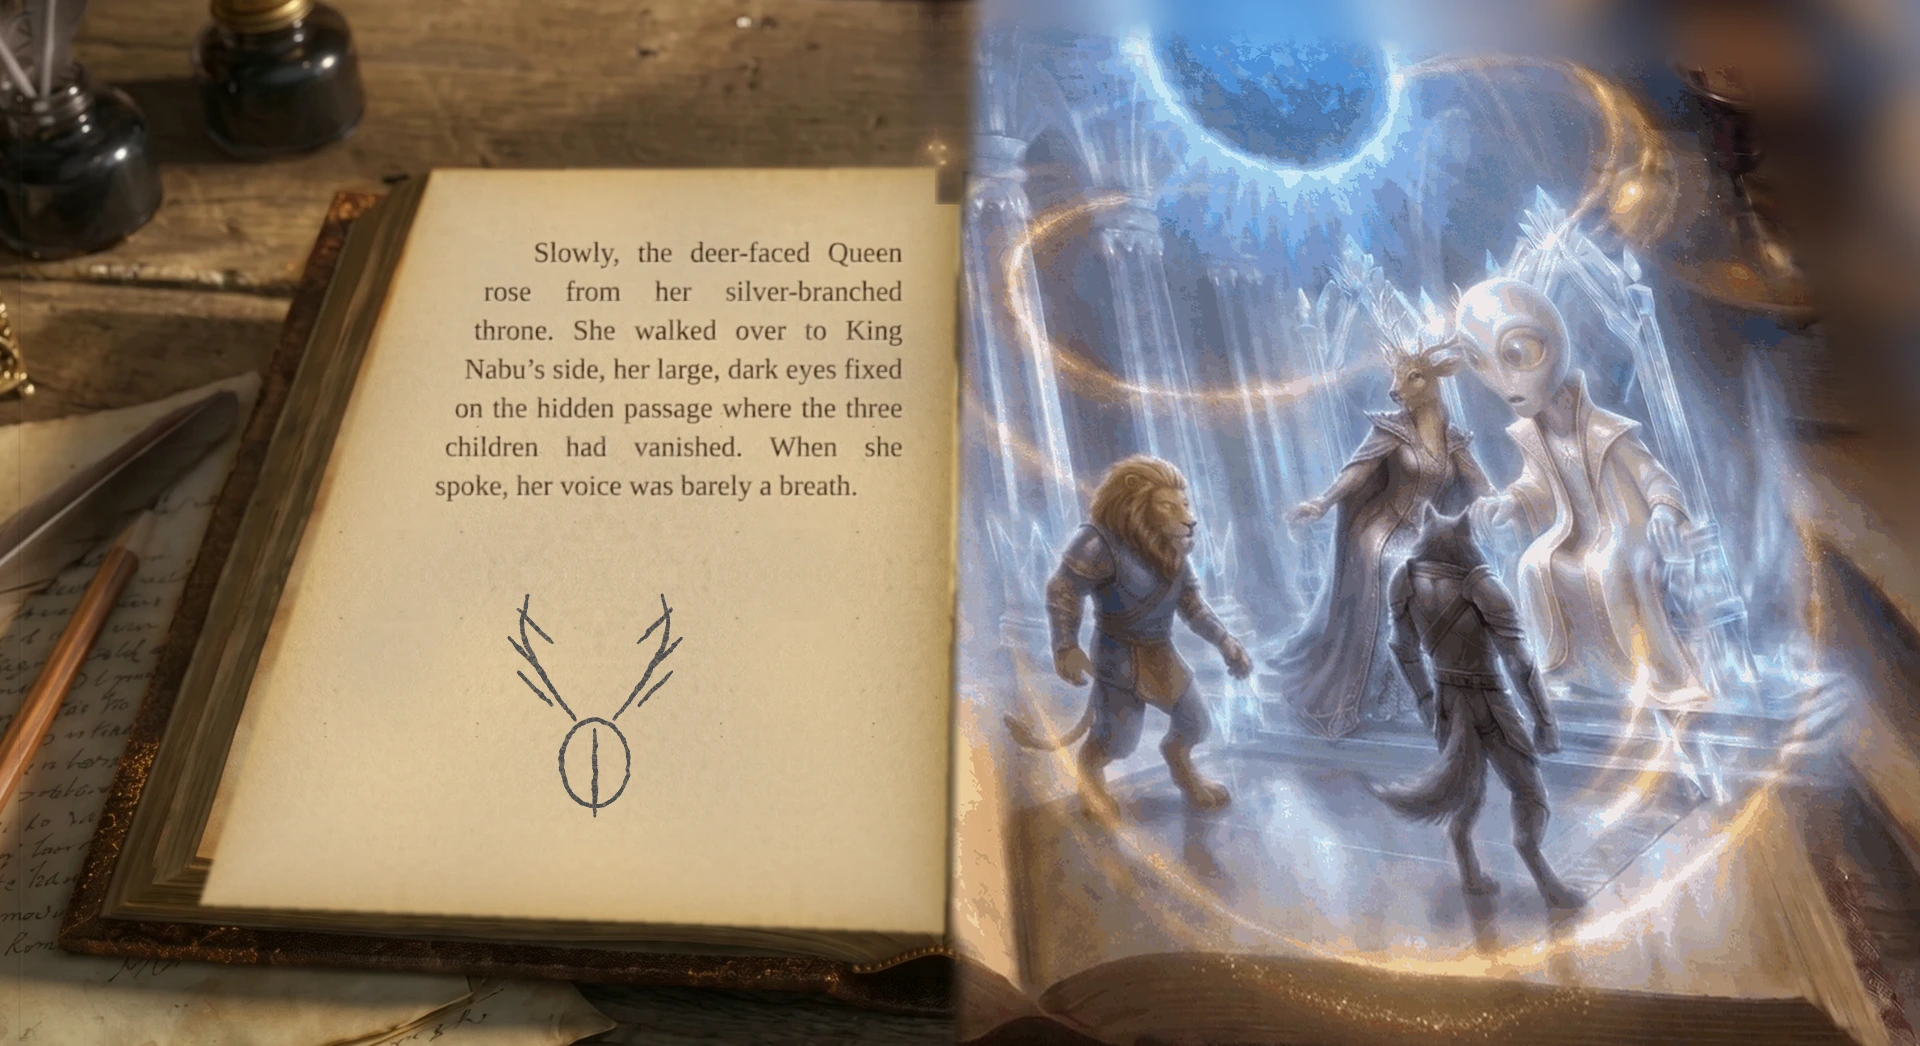 Slowly, the deer-faced Queen
rose from her silver-branched
throne. She walked over to King
Nabu’s side, her large, dark eyes fixed
on the hidden passage where the three
children had vanished. When she
spoke, her voice was barely a breath.